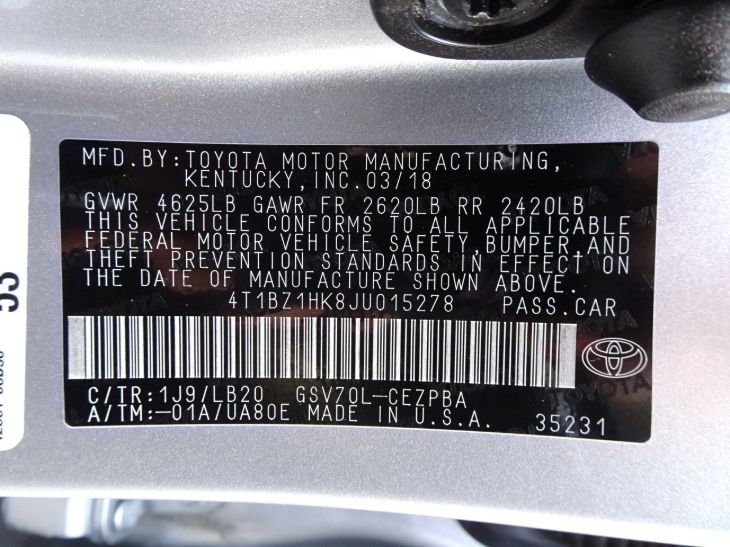 MFD.BY:TOYOTA MOTOR MANUFACTURING,
KENTUCKY,INC.03/18
GVWR 4625LB GAWR FR 2620LB RR 2420LB
THIS VEHICLE CONFORMS TO ALL APPLICABLE
FEDERAL MOTOR VEHICLE SAFETY,BUMPER,AND
THEFT PREVENTION STANDARDS IN EFFECT ON
THE DATE OF MANUFACTURE SHOWN ABOVE.
4T1BZ1HK8JU015278 PASS.CAR
C/TR:1J9/LB20 GSV70L–CEZPBA
A/TM:–01A/UA80E MADE IN U.S.A. 35231
53